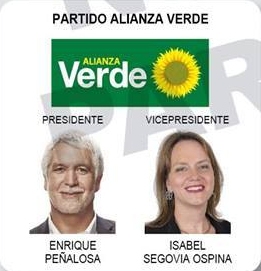 PARTIDO ALIANZA VERDE
ALIANZA
Verde
PRESIDENTE VICEPRESIDENTE
ENRIQUE ISABEL
PEÑALOSA SEGOVIA OSPINA